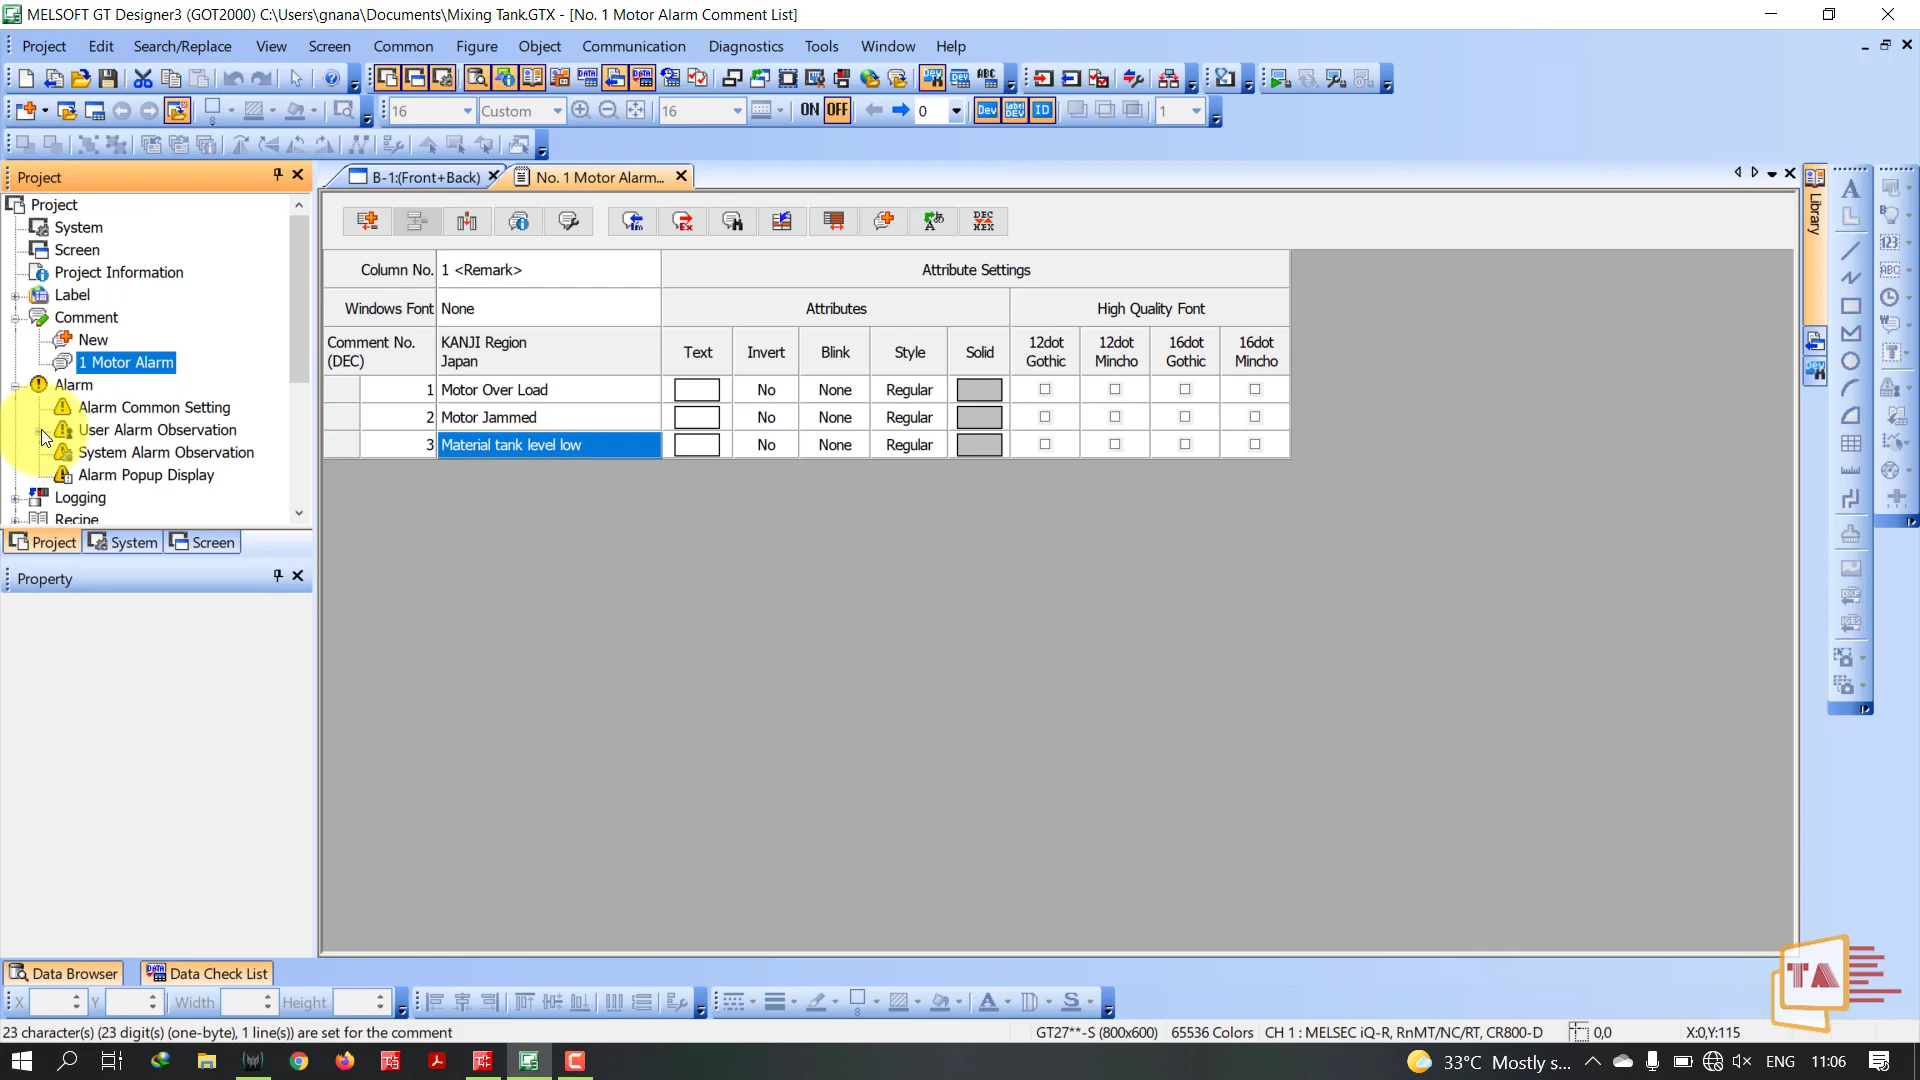 MELSOFT GT Designer3 (GOT2000) C:\Users\gnana\Documents\Mixing Tank.GTX - [No. 1 Motor Alarm Comment List]
Project Edit Search/Replace View Screen Common Figure Object Communication Diagnostics Tools Window Help
16 Custom 16 ON OFF 0 Dev ID 1
Project
B-1:(Front+Back)
No. 1 Motor Alarm...
Library
Project
System
Screen
Project Information
Label
Comment
New
1 Motor Alarm
Alarm
Alarm Common Setting
User Alarm Observation
System Alarm Observation
Alarm Popup Display
Logging
Recipe
Project System Screen
Property
Column No. 1 <Remark> Attribute Settings
Windows Font None Attributes High Quality Font
Comment No. (DEC) KANJI Region Japan Text Invert Blink Style Solid 12dot Gothic 12dot Mincho 16dot Gothic 16dot Mincho
1 Motor Over Load No None Regular
2 Motor Jammed No None Regular
3 Material tank level low No None Regular
TA
Data Browser Data Check List
X Y Width Height
23 character(s) (23 digit(s) (one-byte), 1 line(s)) are set for the comment
GT27**-S (800x600) 65536 Colors CH 1 : MELSEC iQ-R, RnMT/NC/RT, CR800-D 0,0 X:0,Y:115
33°C Mostly s... ENG 11:06